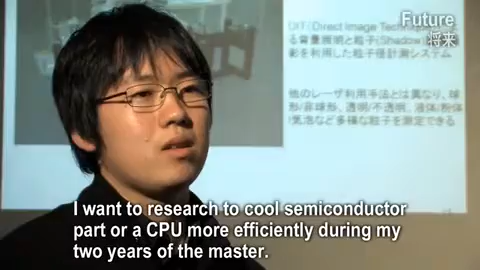 Future
将来
DIT(Direct Image Techni
る背景照明と粒子(Shadow)
影を利用した粒子径計測システム
他のレーザ利用手法とは異なり、球
形/非球形、透明/不透明、液体/粉体
/気泡など多種な粒子を測定できる
I want to research to cool semiconductor
part or a CPU more efficiently during my
two years of the master.